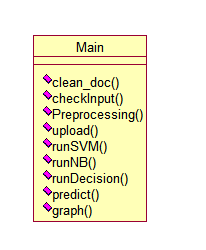 Main
clean_doc()
checkInput()
Preprocessing()
upload()
runSVM()
runNB()
runDecision()
predict()
graph()